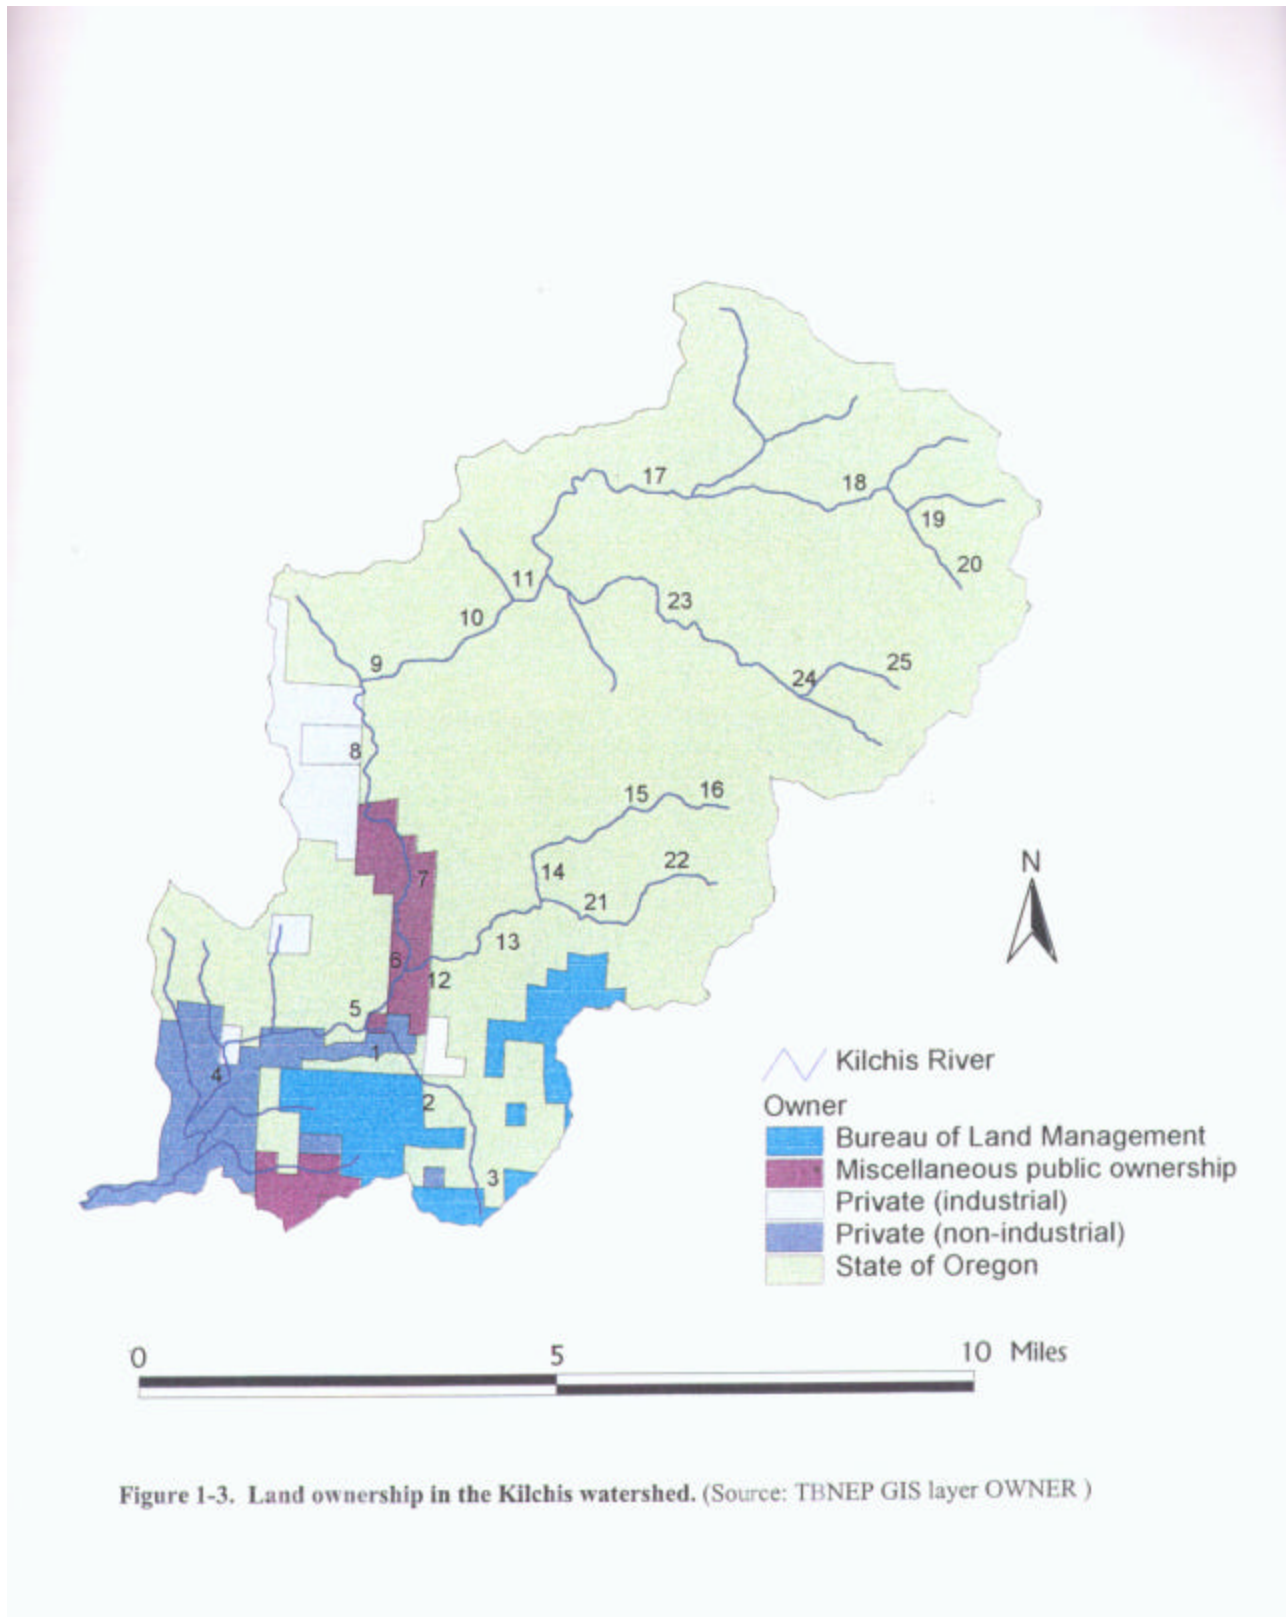 17
18
19
20
11
23
10
9
25
24
8
15
16
N
14
22
7
21
13
6
12
5
1
4
2
3
Kilchis River
Owner
Bureau of Land Management
Miscellaneous public ownership
Private (industrial)
Private (non-industrial)
State of Oregon
0 5 10 Miles
Figure 1-3. Land ownership in the Kilchis watershed. (Source: TBNEP GIS layer OWNER )